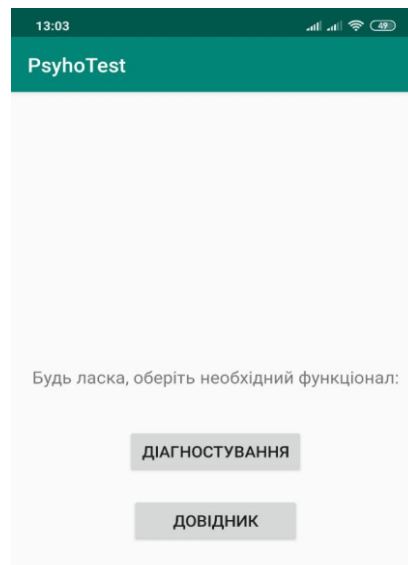 13:03
49
PsyhoTest
Будь ласка, оберіть необхідний функціонал:
ДІАГНОСТУВАННЯ
ДОВІДНИК